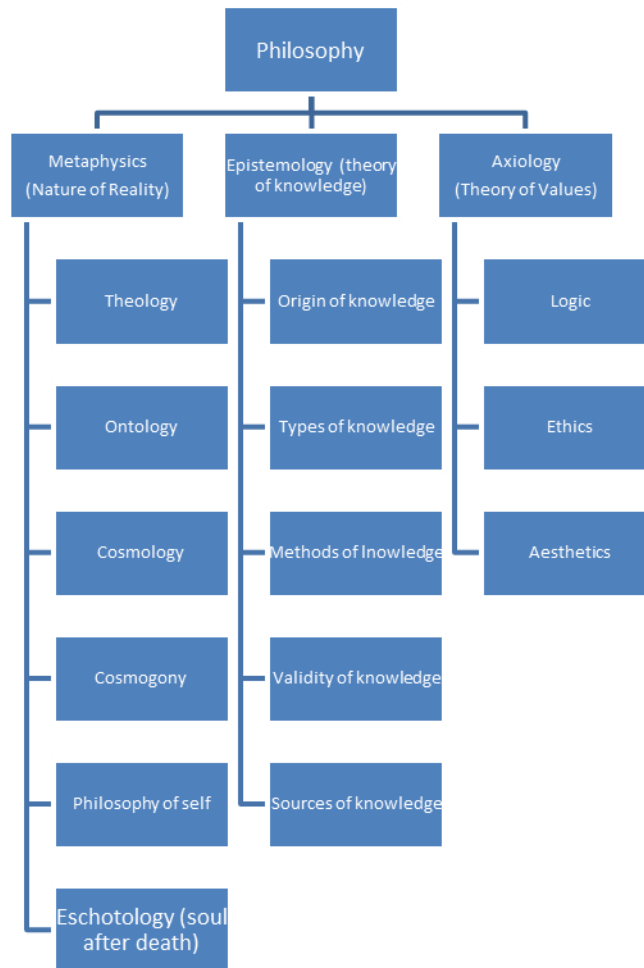 Philosophy
Metaphysics
(Nature of Reality)
Epistemology (theory
of knowledge)
Axiology
(Theory of Values)
Theology
Origin of knowledge
Logic
Ontology
Types of knowledge
Ethics
Cosmology
Methods of lnowledge
Aesthetics
Cosmogony
Validity of knowledge
Philosophy of self
Sources of knowledge
Eschotology (soul
after death)